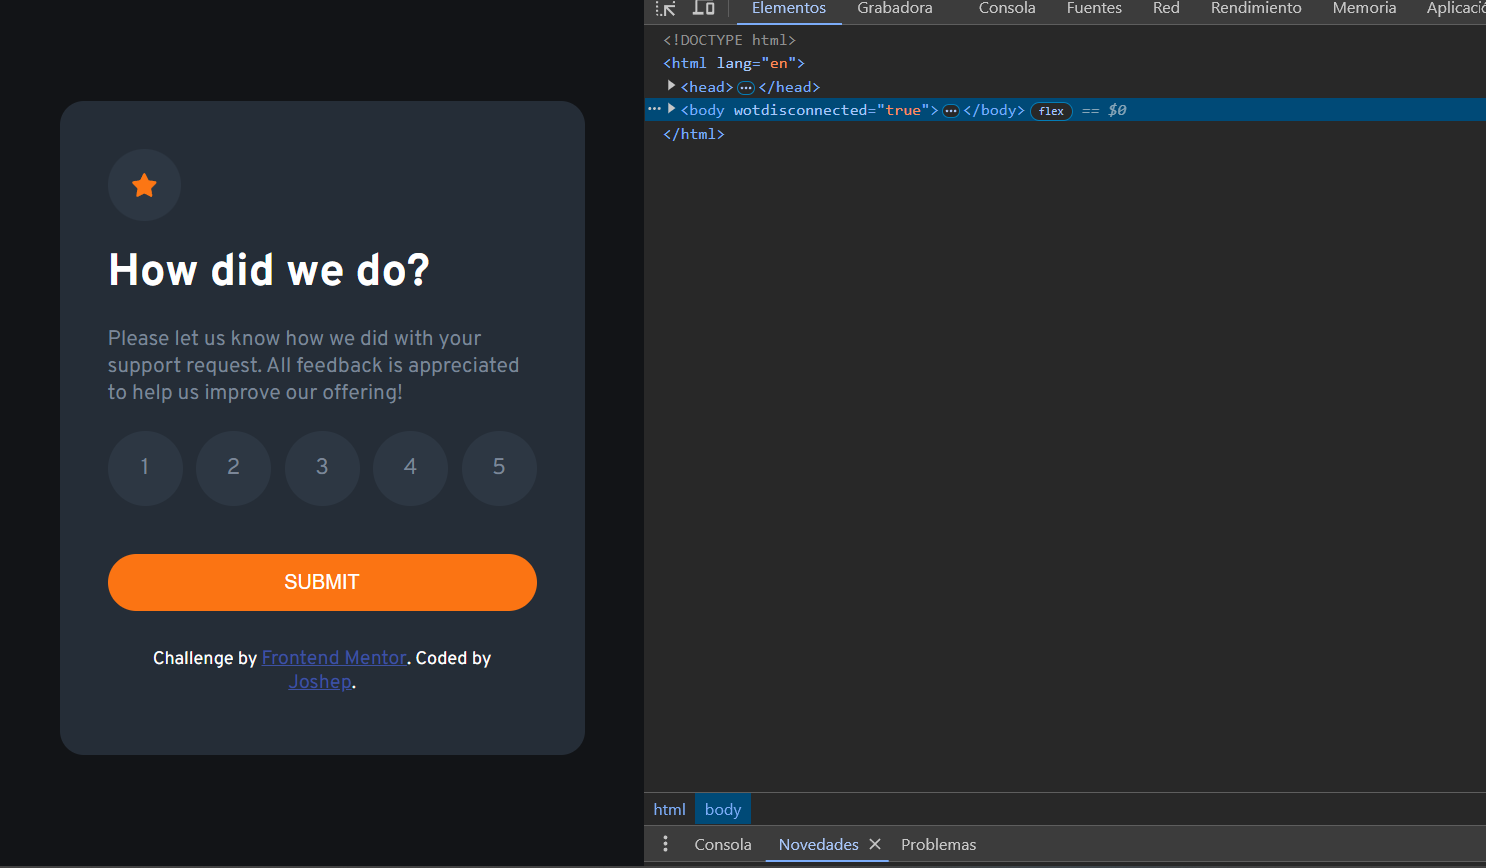 How did we do?
Please let us know how we did with your
support request. All feedback is appreciated
to help us improve our offering!
1 2 3 4 5
SUBMIT
Challenge by Frontend Mentor. Coded by
Joshep.
Elementos Grabadora Consola Fuentes Red Rendimiento Memoria Aplicació
<!DOCTYPE html>
<html lang="en">
<head>…</head>
<body wotdisconnected="true">…</body> flex == $0
</html>
html body
Consola Novedades Problemas